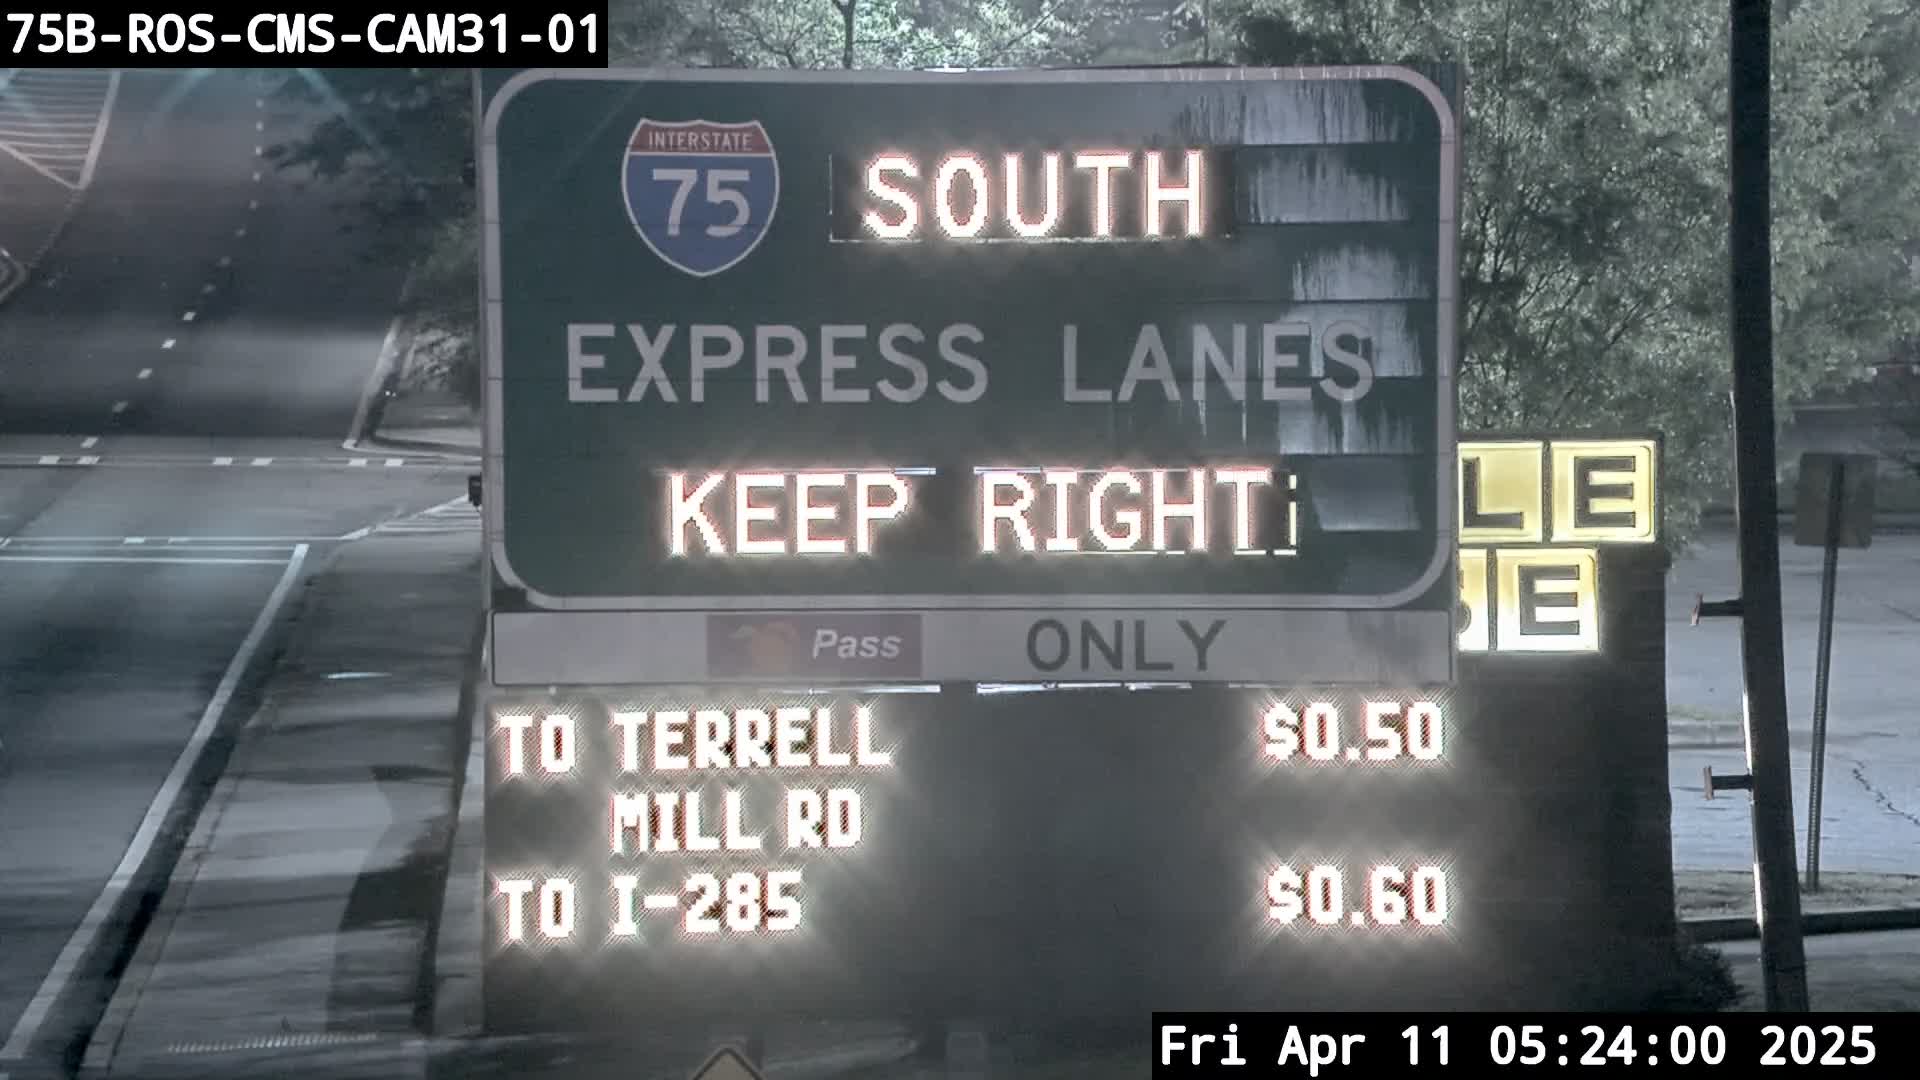 75B-ROS-CMS-CAM31-01
INTERSTATE
75
SOUTH
EXPRESS LANES
KEEP RIGHT
Pass ONLY
TO TERRELL $0.50
MILL RD
TO I-285 $0.60
LE
E
Fri Apr 11 05:24:00 2025